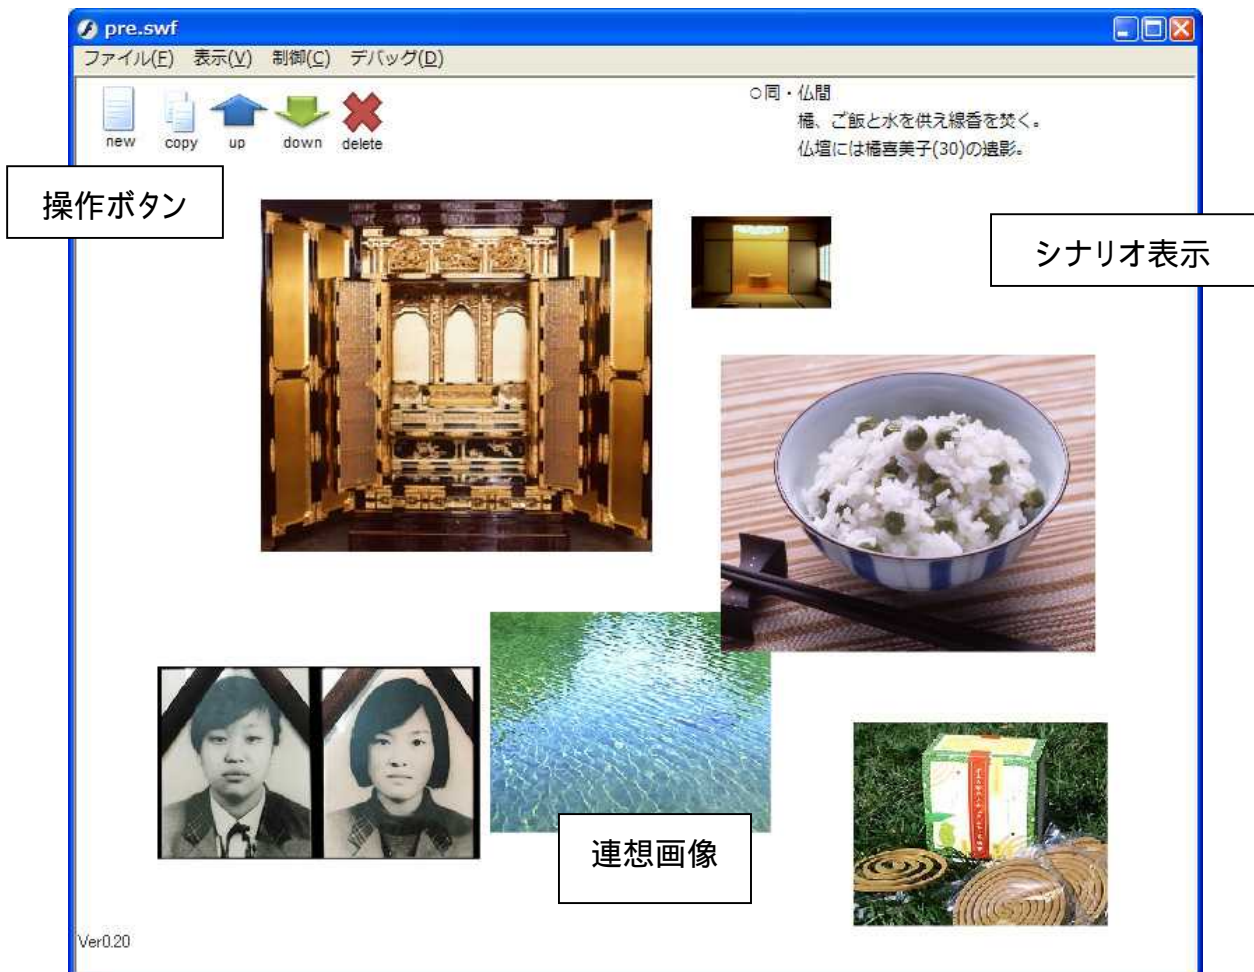 pre.swf
ファイル(F) 表示(V) 制御(C) デバッグ(D)
new copy up down delete
○同・仏間
橘、ご飯と水を供え線香を焚く。
仏壇には橘喜美子(30)の遺影。
操作ボタン
シナリオ表示
連想画像
Ver0.20